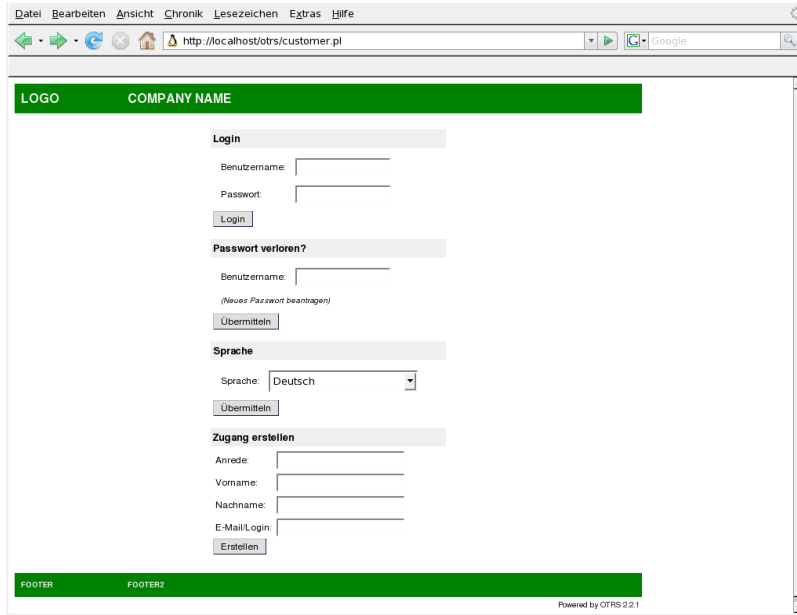 Datei Bearbeiten Ansicht Chronik Lesezeichen Extras Hilfe
http://localhost/otrs/customer.pl
G Google
LOGO COMPANY NAME
Login
Benutzername:
Passwort:
Login
Passwort verloren?
Benutzername:
(Neues Passwort beantragen)
Übermitteln
Sprache
Sprache: Deutsch
Übermitteln
Zugang erstellen
Anrede:
Vorname:
Nachname:
E-Mail/Login:
Erstellen
FOOTER FOOTER2
Powered by OTRS 2.2.1